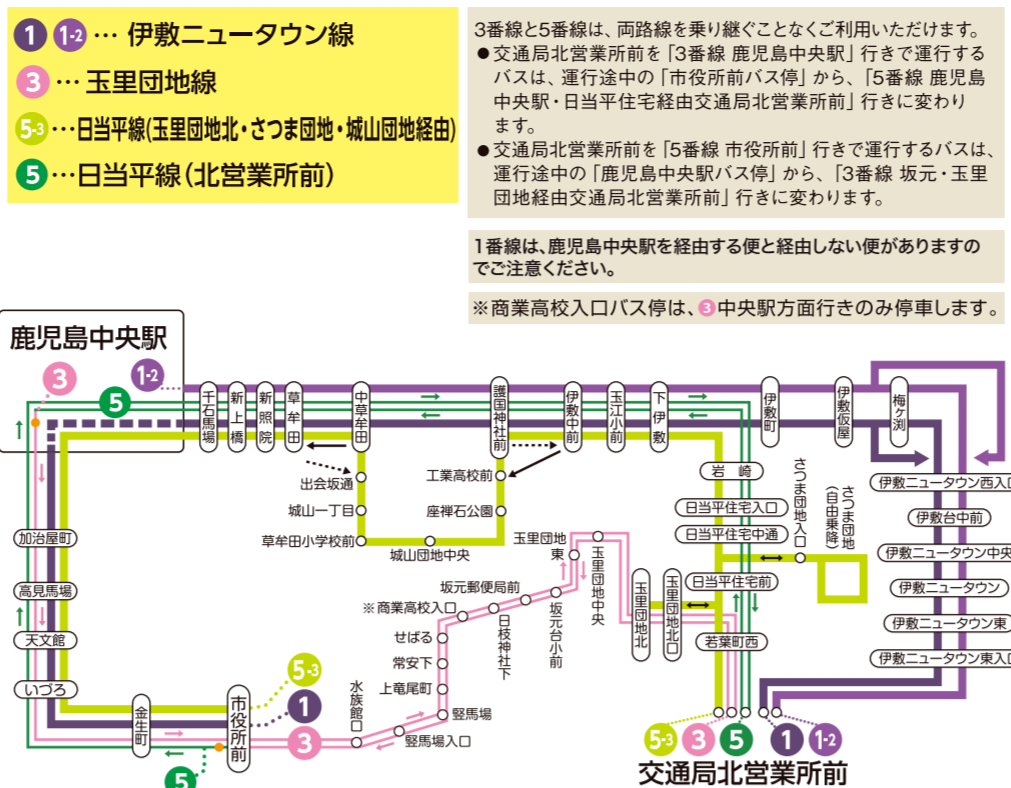 1 1-2 … 伊敷ニュータウン線
3 … 玉里団地線
5-3 …日当平線(玉里団地北・さつま団地・城山団地経由)
5 …日当平線(北営業所前)
3番線と5番線は、両路線を乗り継ぐことなくご利用いただけます。
●交通局北営業所前を「3番線 鹿児島中央駅」行きで運行する
バスは、運行途中の「市役所前バス停」から、「5番線 鹿児島
中央駅・日当平住宅経由交通局北営業所前」行きに変わり
ます。
●交通局北営業所前を「5番線 市役所前」行きで運行するバスは、
運行途中の「鹿児島中央駅バス停」から、「3番線 坂元・玉里
団地経由交通局北営業所前」行きに変わります。
1番線は、鹿児島中央駅を経由する便と経由しない便がありますの
でご注意ください。
※商業高校入口バス停は、3中央駅方面行きのみ停車します。
鹿児島中央駅
3
5
1-2
千石馬場
新上橋
新照院
草牟田
中草牟田
護国神社前
伊敷中前
玉江小前
下伊敷
伊敷町
伊敷仮屋
梅ヶ渕
出会坂通
城山一丁目
草牟田小学校前
城山団地中央
工業高校前
座禅石公園
岩崎
日当平住宅入口
日当平住宅中通
日当平住宅前
若葉町西
さつま団地入口
さつま団地
(自由乗降)
伊敷ニュータウン西入口
伊敷台中前
伊敷ニュータウン中央
伊敷ニュータウン
伊敷ニュータウン東
伊敷ニュータウン東入口
加治屋町
高見馬場
天文館
いづろ
金生町
市役所前
5-3
1
3
5
水族館口
竪馬場入口
竪馬場
上竜尾町
常安下
せばる
※商業高校入口
日枝神社下
坂元郵便局前
坂元台小前
玉里団地東
玉里団地中央
玉里団地北
玉里団地北口
5-3
3
5
1
1-2
交通局北営業所前